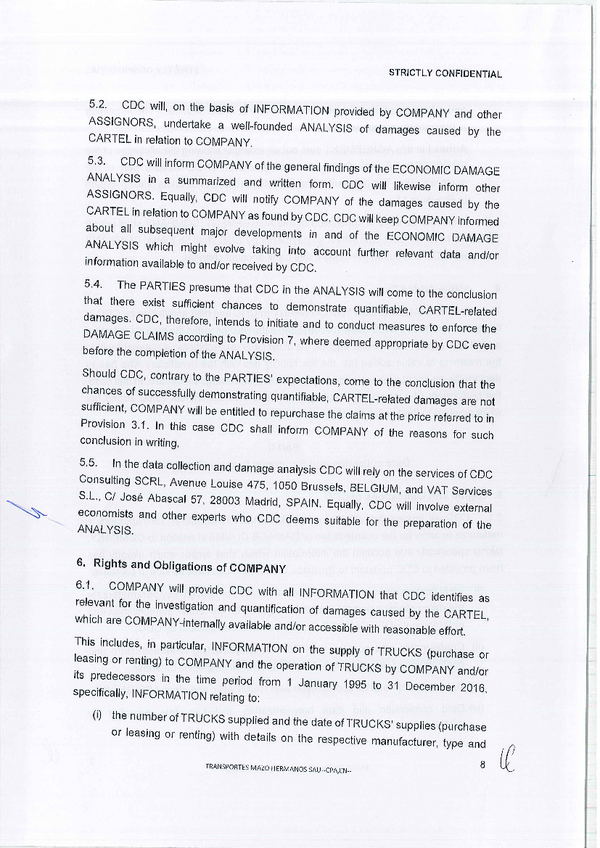 STRICTLY CONFIDENTIAL
5.2. CDC will, on the basis of INFORMATION provided by COMPANY and other
ASSIGNORS, undertake a well-founded ANALYSIS of damages caused by the
CARTEL in relation to COMPANY.
5.3. CDC will inform COMPANY of the general findings of the ECONOMIC DAMAGE
ANALYSIS in a summarized and written form. CDC will likewise inform other
ASSIGNORS. Equally, CDC will notify COMPANY of the damages caused by the
CARTEL in relation to COMPANY as found by CDC. CDC will keep COMPANY informed
about all subsequent major developments in and of the ECONOMIC DAMAGE
ANALYSIS which might evolve taking into account further relevant data and/or
information available to and/or received by CDC.
5.4. The PARTIES presume that CDC in the ANALYSIS will come to the conclusion
that there exist sufficient chances to demonstrate quantifiable, CARTEL-related
damages. CDC, therefore, intends to initiate and to conduct measures to enforce the
DAMAGE CLAIMS according to Provision 7, where deemed appropriate by CDC even
before the completion of the ANALYSIS.
Should CDC, contrary to the PARTIES' expectations, come to the conclusion that the
chances of successfully demonstrating quantifiable, CARTEL-related damages are not
sufficient, COMPANY will be entitled to repurchase the claims at the price referred to in
Provision 3.1. In this case CDC shall inform COMPANY of the reasons for such
conclusion in writing.
5.5. In the data collection and damage analysis CDC will rely on the services of CDC
Consulting SCRL, Avenue Louise 475, 1050 Brussels, BELGIUM, and VAT Services
S.L., C/ José Abascal 57, 28003 Madrid, SPAIN. Equally, CDC will involve external
economists and other experts who CDC deems suitable for the preparation of the
ANALYSIS.
6. Rights and Obligations of COMPANY
6.1. COMPANY will provide CDC with all INFORMATION that CDC identifies as
relevant for the investigation and quantification of damages caused by the CARTEL,
which are COMPANY-internally available and/or accessible with reasonable effort.
This includes, in particular, INFORMATION on the supply of TRUCKS (purchase or
leasing or renting) to COMPANY and the operation of TRUCKS by COMPANY and/or
its predecessors in the time period from 1 January 1995 to 31 December 2016,
specifically, INFORMATION relating to:
(i) the number of TRUCKS supplied and the date of TRUCKS' supplies (purchase
or leasing or renting) with details on the respective manufacturer, type and
8
TRANSPORTES MAZO HERMANOS SAU